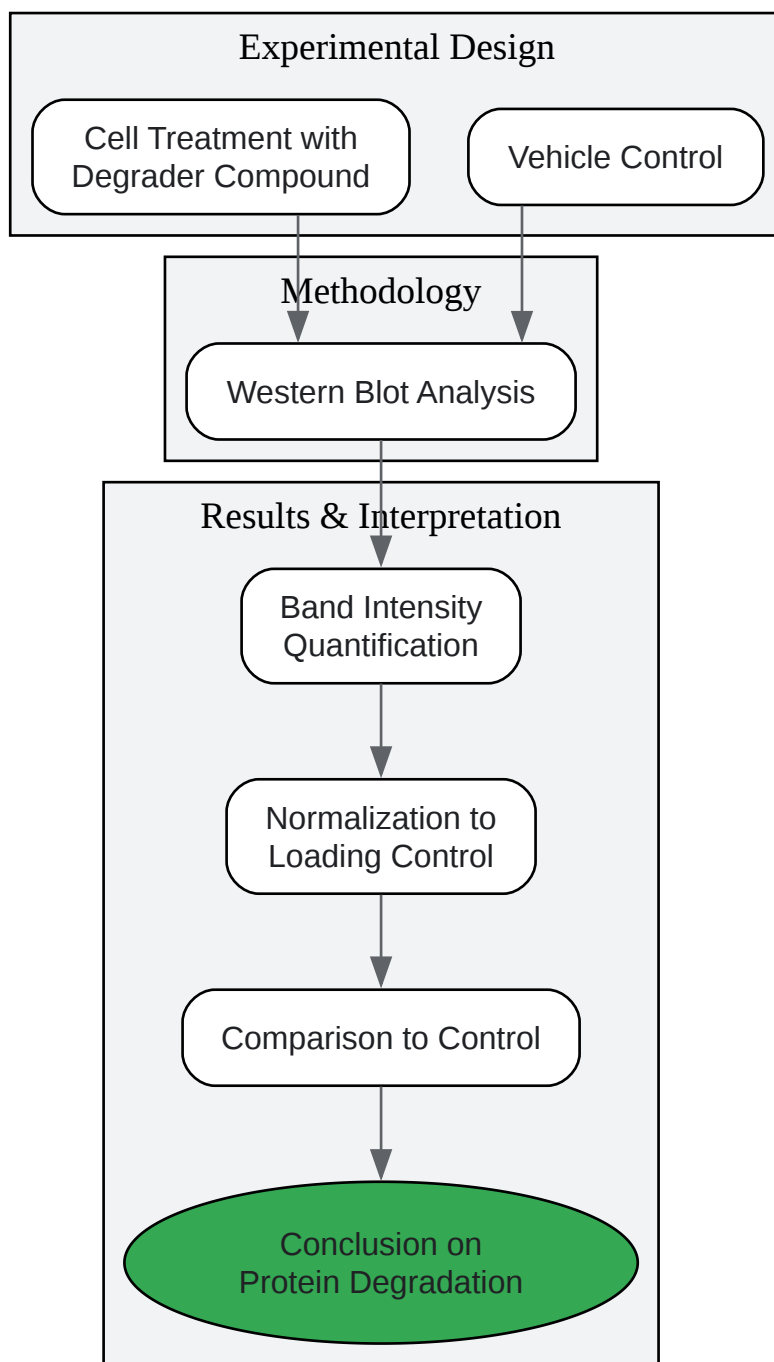 Experimental Design
Cell Treatment with
Degrader Compound
Vehicle Control
Methodology
Western Blot Analysis
Results & Interpretation
Band Intensity
Quantification
Normalization to
Loading Control
Comparison to Control
Conclusion on
Protein Degradation